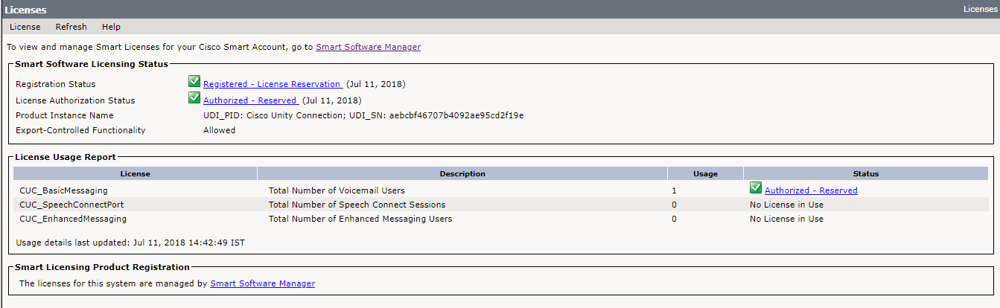 Licenses Licenses
License Refresh Help
To view and manage Smart Licenses for your Cisco Smart Account, go to Smart Software Manager
Smart Software Licensing Status
Registration Status Registered - License Reservation (Jul 11, 2018)
License Authorization Status Authorized - Reserved (Jul 11, 2018)
Product Instance Name UDI_PID: Cisco Unity Connection; UDI_SN: aebcbf46707b4092ae95cd2f19e
Export-Controlled Functionality Allowed
License Usage Report
License Description Usage Status
CUC_BasicMessaging Total Number of Voicemail Users 1 Authorized - Reserved
CUC_SpeechConnectPort Total Number of Speech Connect Sessions 0 No License in Use
CUC_EnhancedMessaging Total Number of Enhanced Messaging Users 0 No License in Use
Usage details last updated: Jul 11, 2018 14:42:49 IST
Smart Licensing Product Registration
The licenses for this system are managed by Smart Software Manager